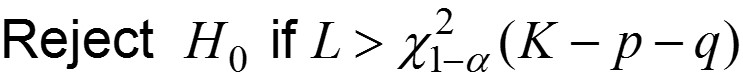 Reject H₀ if L > χ²₁₋α(K − p − q)